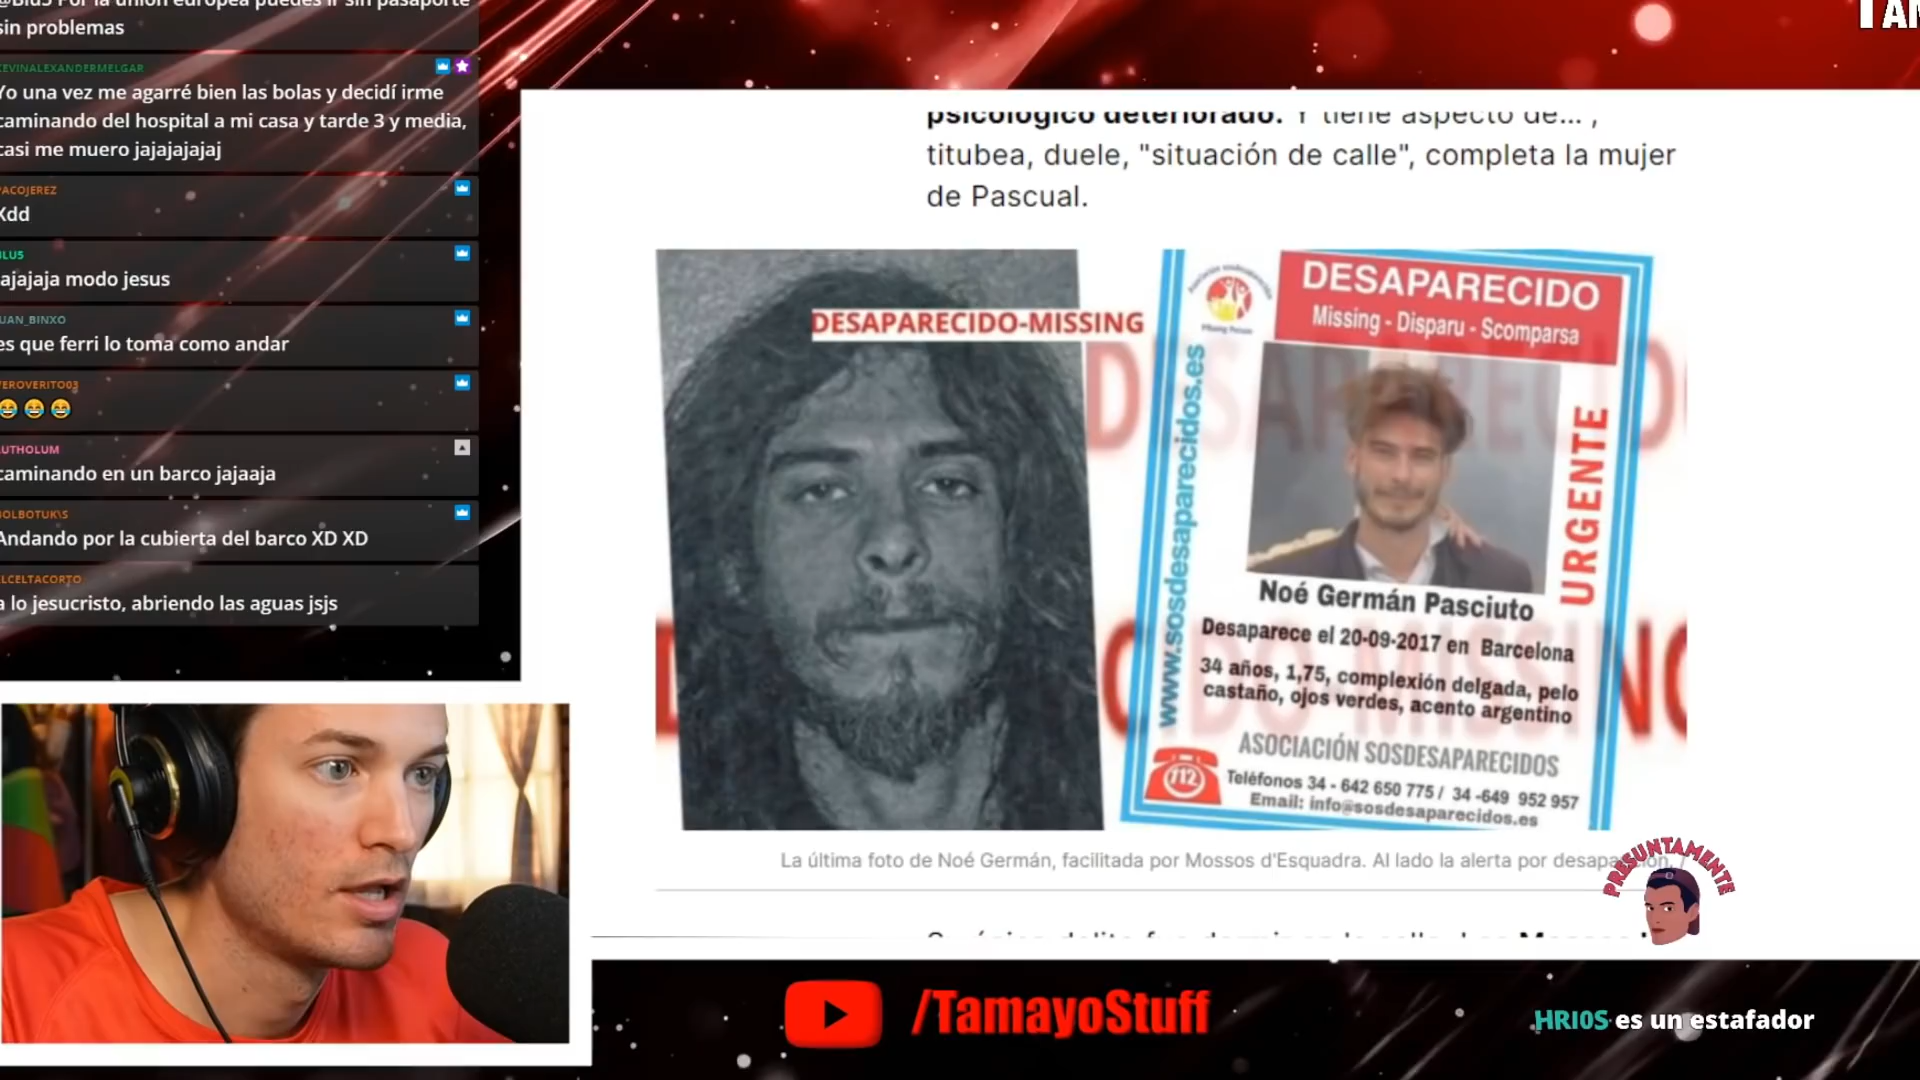 sin problemas
Yo una vez me agarré bien las bolas y decidí irme
caminando del hospital a mi casa y tarde 3 y media,
casi me muero jajajajajaj
Xdd
ajajaja modo jesus
es que ferri lo toma como andar
caminando en un barco jajaaja
Andando por la cubierta del barco XD XD
a lo jesucristo, abriendo las aguas jsjs
psicológico deteriorado. Y tiene aspecto de... ,
titubea, duele, "situación de calle", completa la mujer
de Pascual.
DESAPARECIDO-MISSING
DESAPARECIDO
Missing - Disparu - Scomparsa
www.sosdesaparecidos.es
URGENTE
Noé Germán Pasciuto
Desaparece el 20-09-2017 en Barcelona
34 años, 1,75, complexión delgada, pelo
castaño, ojos verdes, acento argentino
ASOCIACIÓN SOSDESAPARECIDOS
112
Teléfonos 34 - 642 650 775 / 34 -649 952 957
Email: info@sosdesaparecidos.es
La última foto de Noé Germán, facilitada por Mossos d'Esquadra. Al lado la alerta por
PRESUNTAMENTE
/TamayoStuff
HRIOS es un estafador